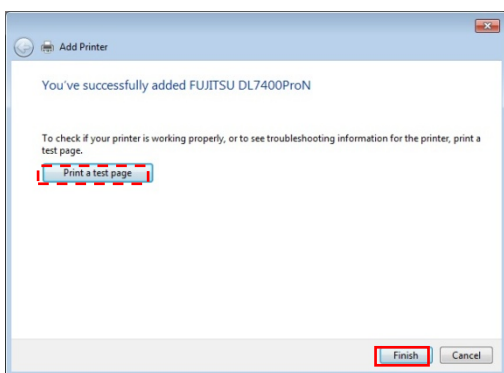 Add Printer
You've successfully added FUJITSU DL7400ProN
To check if your printer is working properly, or to see troubleshooting information for the printer, print a
test page.
Print a test page
Finish
Cancel